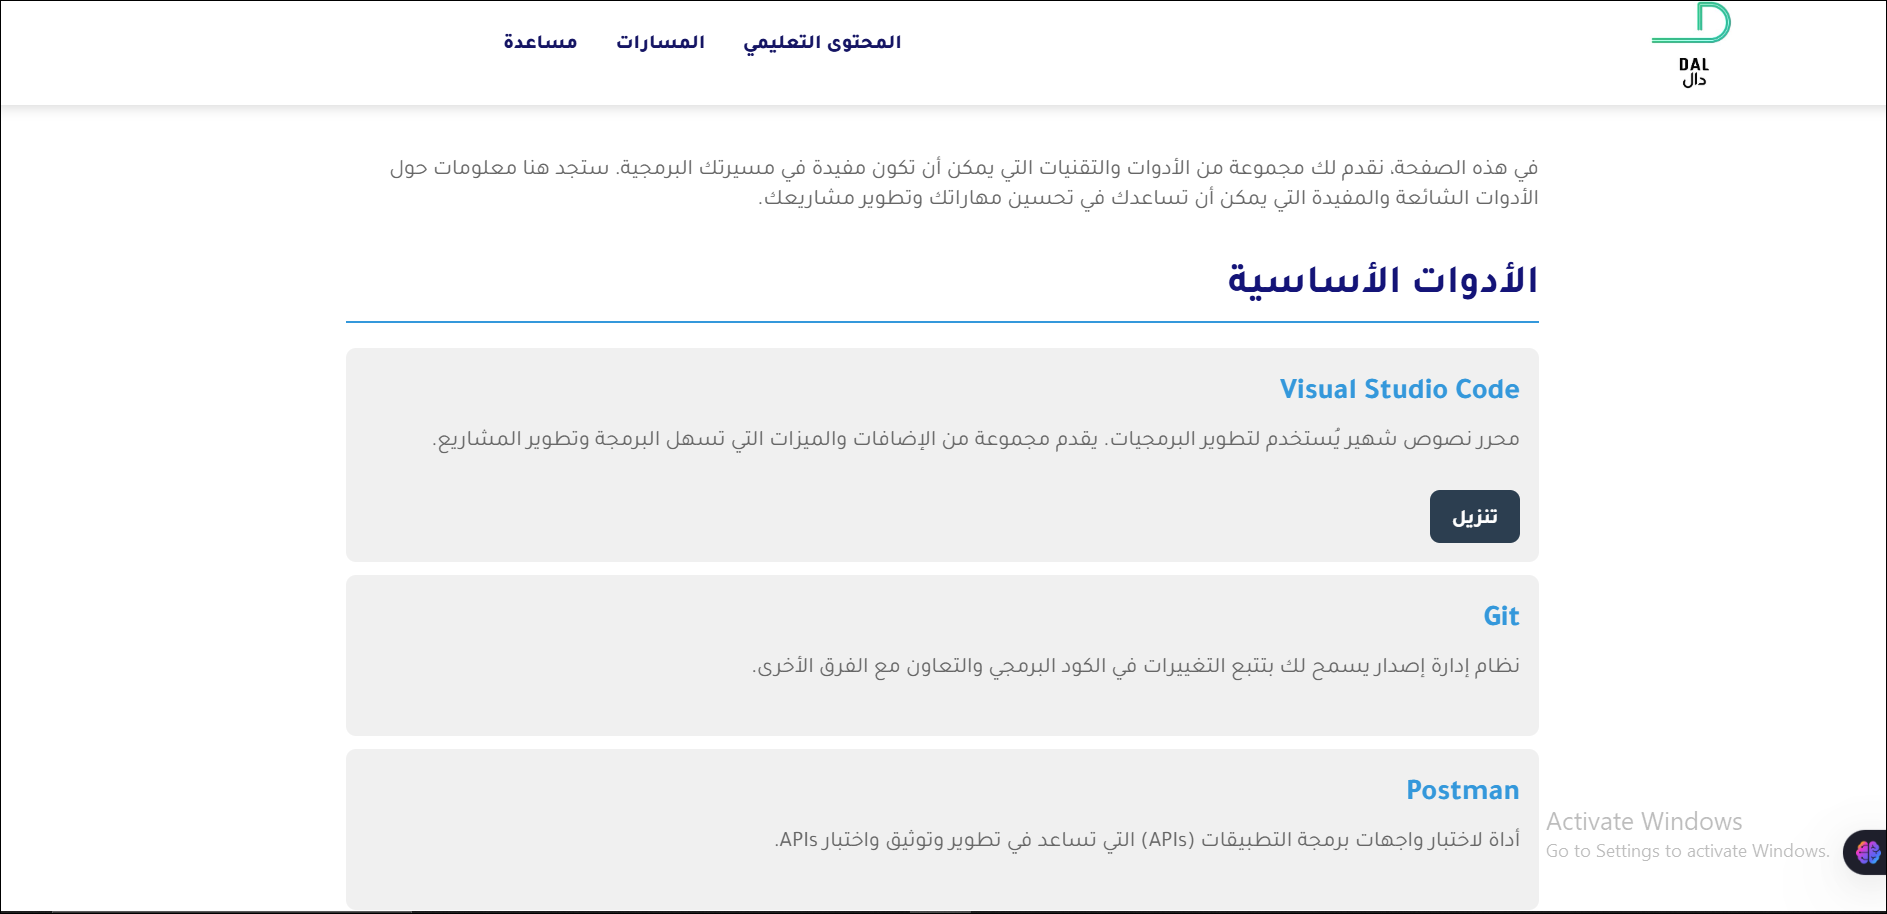 DAL
دال
المحتوى التعليمي
المسارات
مساعدة
في هذه الصفحة، نقدم لك مجموعة من الأدوات والتقنيات التي يمكن أن تكون مفيدة في مسيرتك البرمجية. ستجد هنا معلومات حول
الأدوات الشائعة والمفيدة التي يمكن أن تساعدك في تحسين مهاراتك وتطوير مشاريعك.
الأدوات الأساسية
Visual Studio Code
محرر نصوص شهير يُستخدم لتطوير البرمجيات. يقدم مجموعة من الإضافات والميزات التي تسهل البرمجة وتطوير المشاريع.
تنزيل
Git
نظام إدارة إصدار يسمح لك بتتبع التغييرات في الكود البرمجي والتعاون مع الفرق الأخرى.
Postman
أداة لاختبار واجهات برمجة التطبيقات (APIs) التي تساعد في تطوير وتوثيق واختبار APIs.
Activate Windows
Go to Settings to activate Windows.